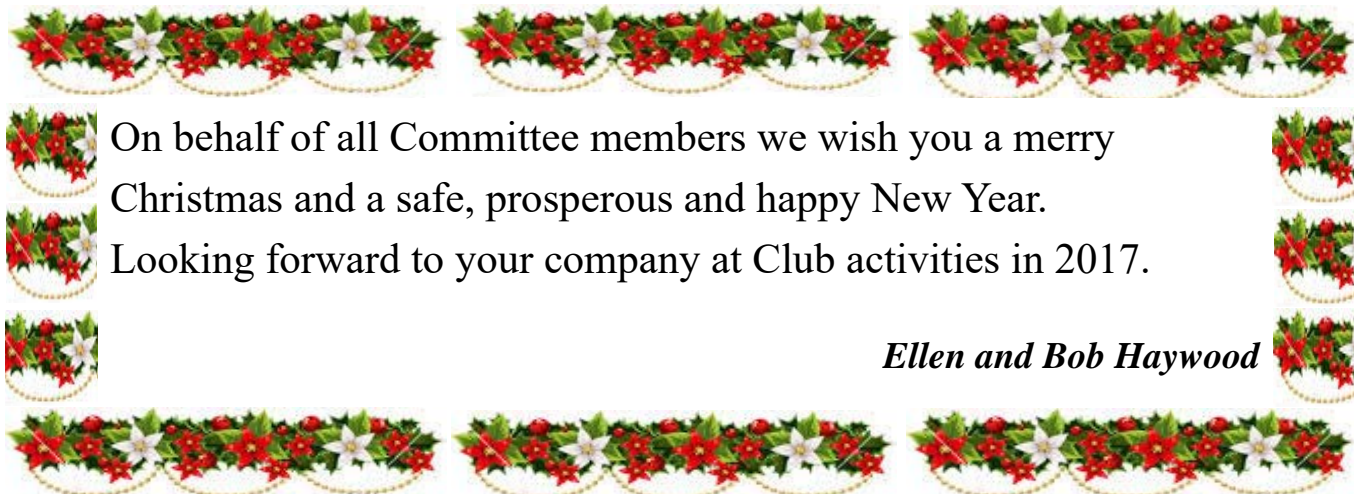 On behalf of all Committee members we wish you a merry
Christmas and a safe, prosperous and happy New Year.
Looking forward to your company at Club activities in 2017.
Ellen and Bob Haywood